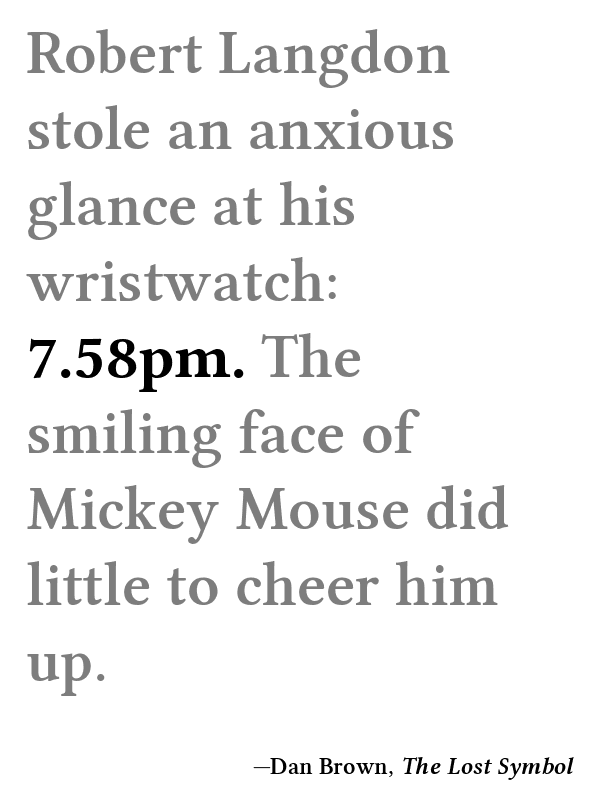 Robert Langdon
stole an anxious
glance at his
wristwatch:
7.58pm. The
smiling face of
Mickey Mouse did
little to cheer him
up.
—Dan Brown, The Lost Symbol